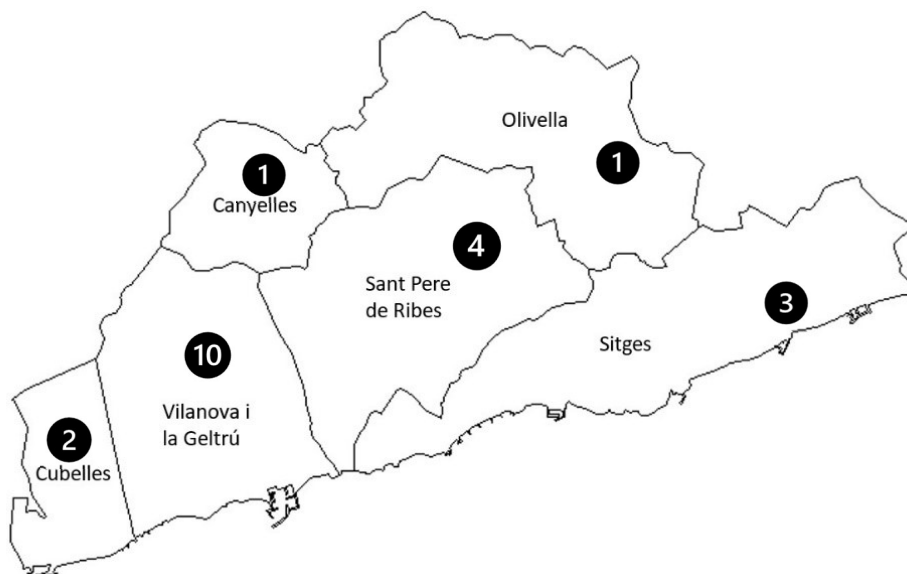 Olivella
1
1
Canyelles
4
Sant Pere
de Ribes
3
Sitges
10
Vilanova i
la Geltrú
2
Cubelles